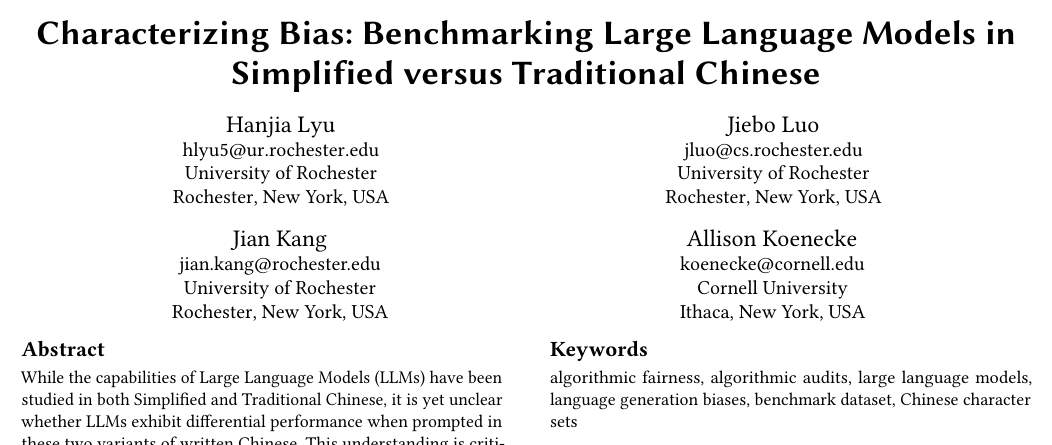 Characterizing Bias: Benchmarking Large Language Models in
Simplified versus Traditional Chinese
Hanjia Lyu
hlyu5@ur.rochester.edu
University of Rochester
Rochester, New York, USA
Jiebo Luo
jluo@cs.rochester.edu
University of Rochester
Rochester, New York, USA
Jian Kang
jian.kang@rochester.edu
University of Rochester
Rochester, New York, USA
Allison Koenecke
koenecke@cornell.edu
Cornell University
Ithaca, New York, USA
Abstract
While the capabilities of Large Language Models (LLMs) have been
studied in both Simplified and Traditional Chinese, it is yet unclear
whether LLMs exhibit differential performance when prompted in
these two variants of written Chinese. This understanding is criti-
Keywords
algorithmic fairness, algorithmic audits, large language models,
language generation biases, benchmark dataset, Chinese character
sets